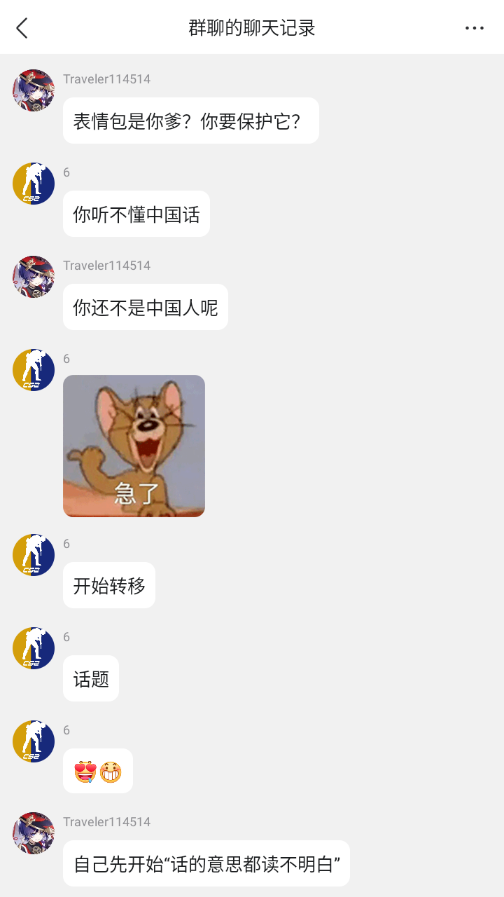 群聊的聊天记录
Traveler114514
表情包是你爹？你要保护它？
6
你听不懂中国话
Traveler114514
你还不是中国人呢
6
急了
6
开始转移
6
话题
6
😍😁
Traveler114514
自己先开始“话的意思都读不明白”